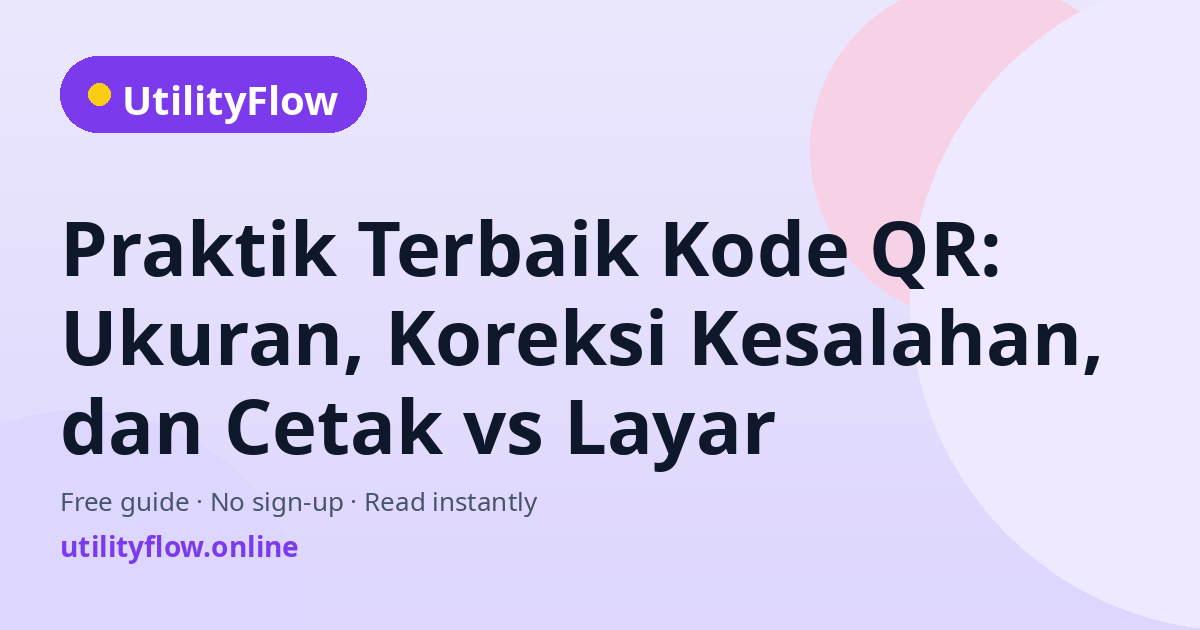 UtilityFlow
Praktik Terbaik Kode QR:
Ukuran, Koreksi Kesalahan,
dan Cetak vs Layar
Free guide · No sign-up · Read instantly
utilityflow.online